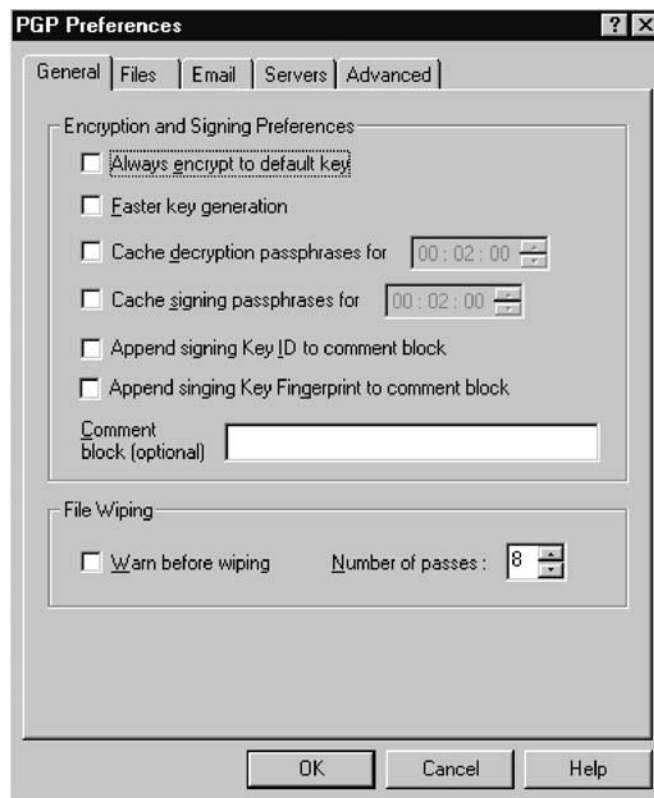 PGP Preferences
General Files Email Servers Advanced
Encryption and Signing Preferences
Always encrypt to default key
Faster key generation
Cache decryption passphrases for 00 : 02 : 00
Cache signing passphrases for 00 : 02 : 00
Append signing Key ID to comment block
Append singing Key Fingerprint to comment block
Comment
block (optional)
File Wiping
Warn before wiping Number of passes : 8
OK Cancel Help